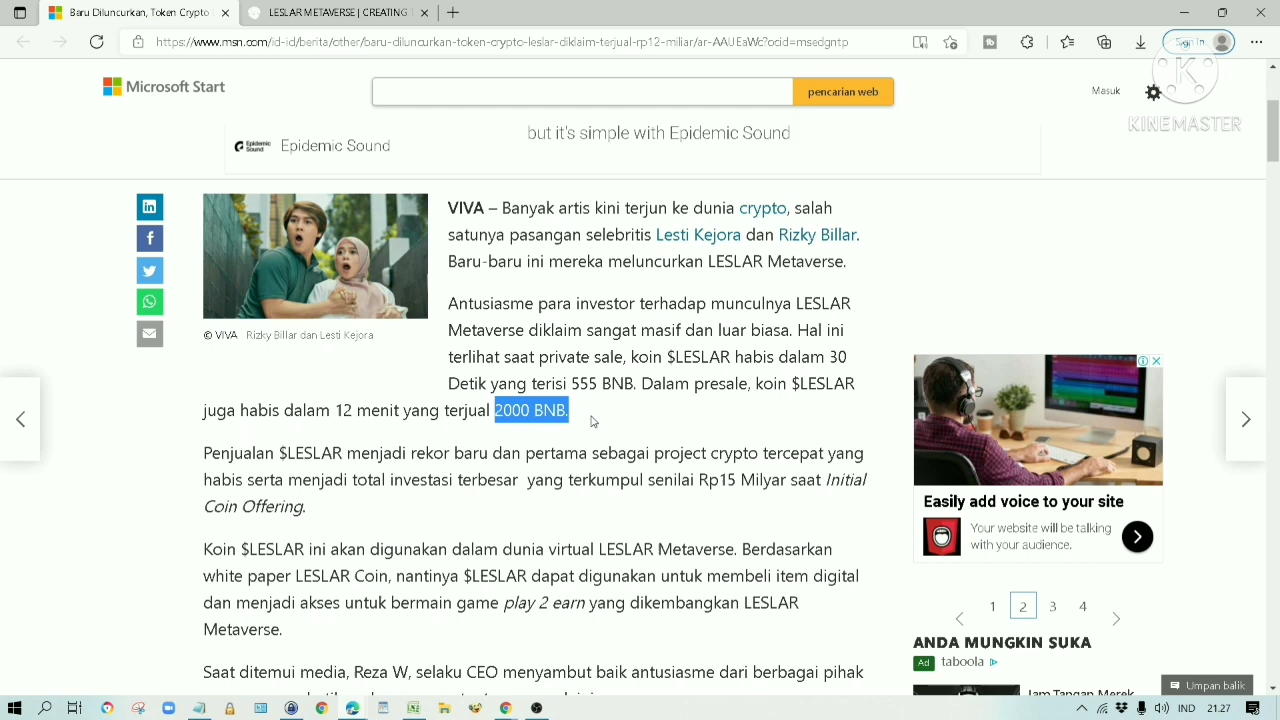 Baru Diluncurkan Token Crypto L
LESLARVERSE | CREATING AN E
https://www.msn.com/id-id/berita/other/baru-diluncurkan-token-crypto-leslar-diklaim-terjual-rp12-miliar/ar-AAUEaWc?ocid=msedgntp
Sign in
Microsoft Start
pencarian web
Masuk
K
KINEMASTER
but it's simple with Epidemic Sound
Epidemic Sound
Epidemic Sound
VIVA – Banyak artis kini terjun ke dunia crypto, salah
satunya pasangan selebritis Lesti Kejora dan Rizky Billar.
Baru-baru ini mereka meluncurkan LESLAR Metaverse.
© VIVA Rizky Billar dan Lesti Kejora
Antusiasme para investor terhadap munculnya LESLAR
Metaverse diklaim sangat masif dan luar biasa. Hal ini
terlihat saat private sale, koin $LESLAR habis dalam 30
Detik yang terisi 555 BNB. Dalam presale, koin $LESLAR
juga habis dalam 12 menit yang terjual 2000 BNB.
Penjualan $LESLAR menjadi rekor baru dan pertama sebagai project crypto tercepat yang
habis serta menjadi total investasi terbesar yang terkumpul senilai Rp15 Milyar saat Initial
Coin Offering.
Koin $LESLAR ini akan digunakan dalam dunia virtual LESLAR Metaverse. Berdasarkan
white paper LESLAR Coin, nantinya $LESLAR dapat digunakan untuk membeli item digital
dan menjadi akses untuk bermain game play 2 earn yang dikembangkan LESLAR
Metaverse.
Saat ditemui media, Reza W, selaku CEO menyambut baik antusiasme dari berbagai pihak
Easily add voice to your site
Your website will be talking
with your audience.
1 2 3 4
ANDA MUNGKIN SUKA
Ad taboola
Jam Tangan Merek
Umpan balik
IND 21.27